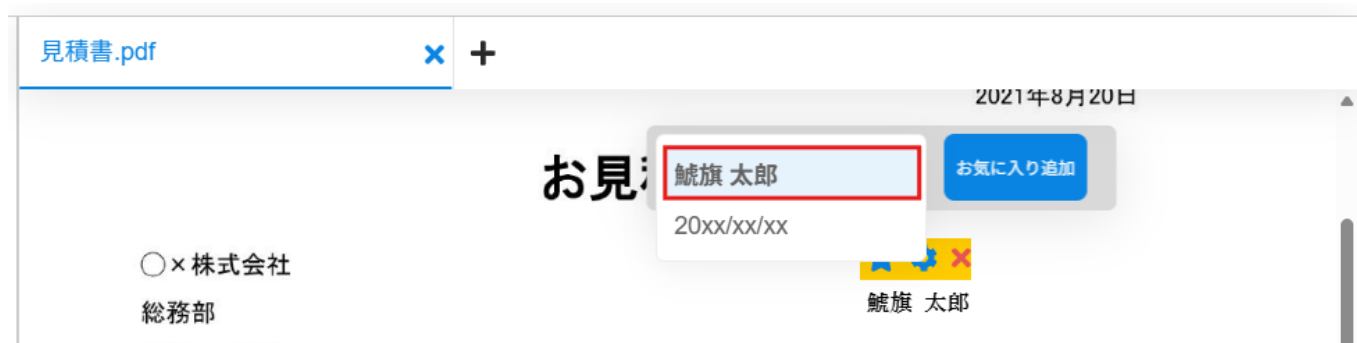 見積書.pdf
2021年8月20日
お見
鯱旗 太郎
お気に入り追加
20xx/xx/xx
○×株式会社
総務部
鯱旗 太郎